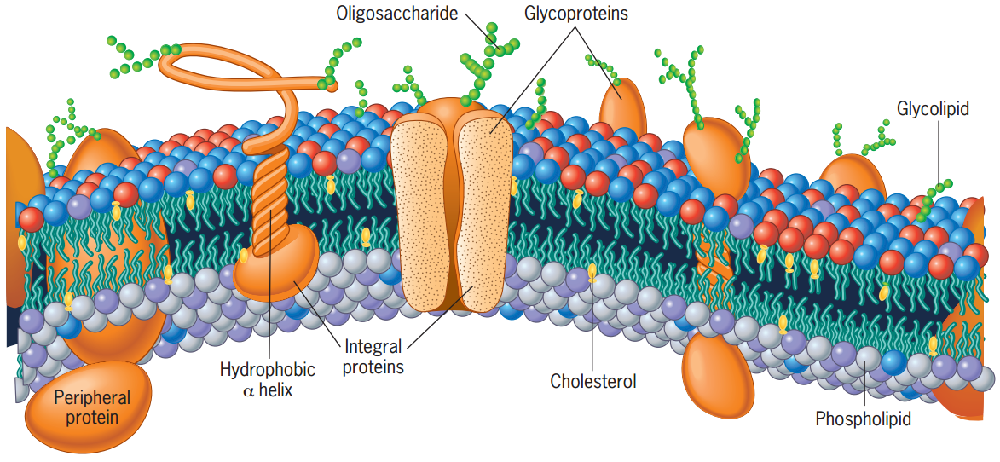 Oligosaccharide
Glycoproteins
Glycolipid
Integral
proteins
Hydrophobic
α helix
Cholesterol
Peripheral
protein
Phospholipid